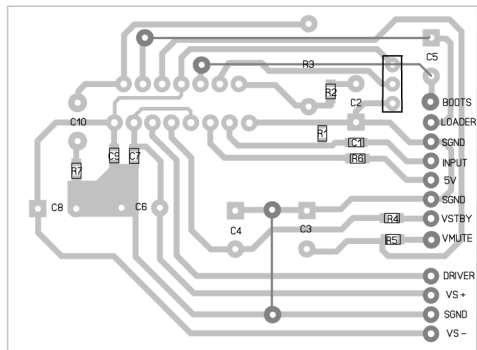 C5
R3
R2
C2
BOOTS
LOADER
C10
R1
SGND
C9
C7
C1
INPUT
R7
R6
5V
SGND
C8
C6
R4
VSTBY
C4
C3
R5
VMUTE
DRIVER
VS+
SGND
VS-